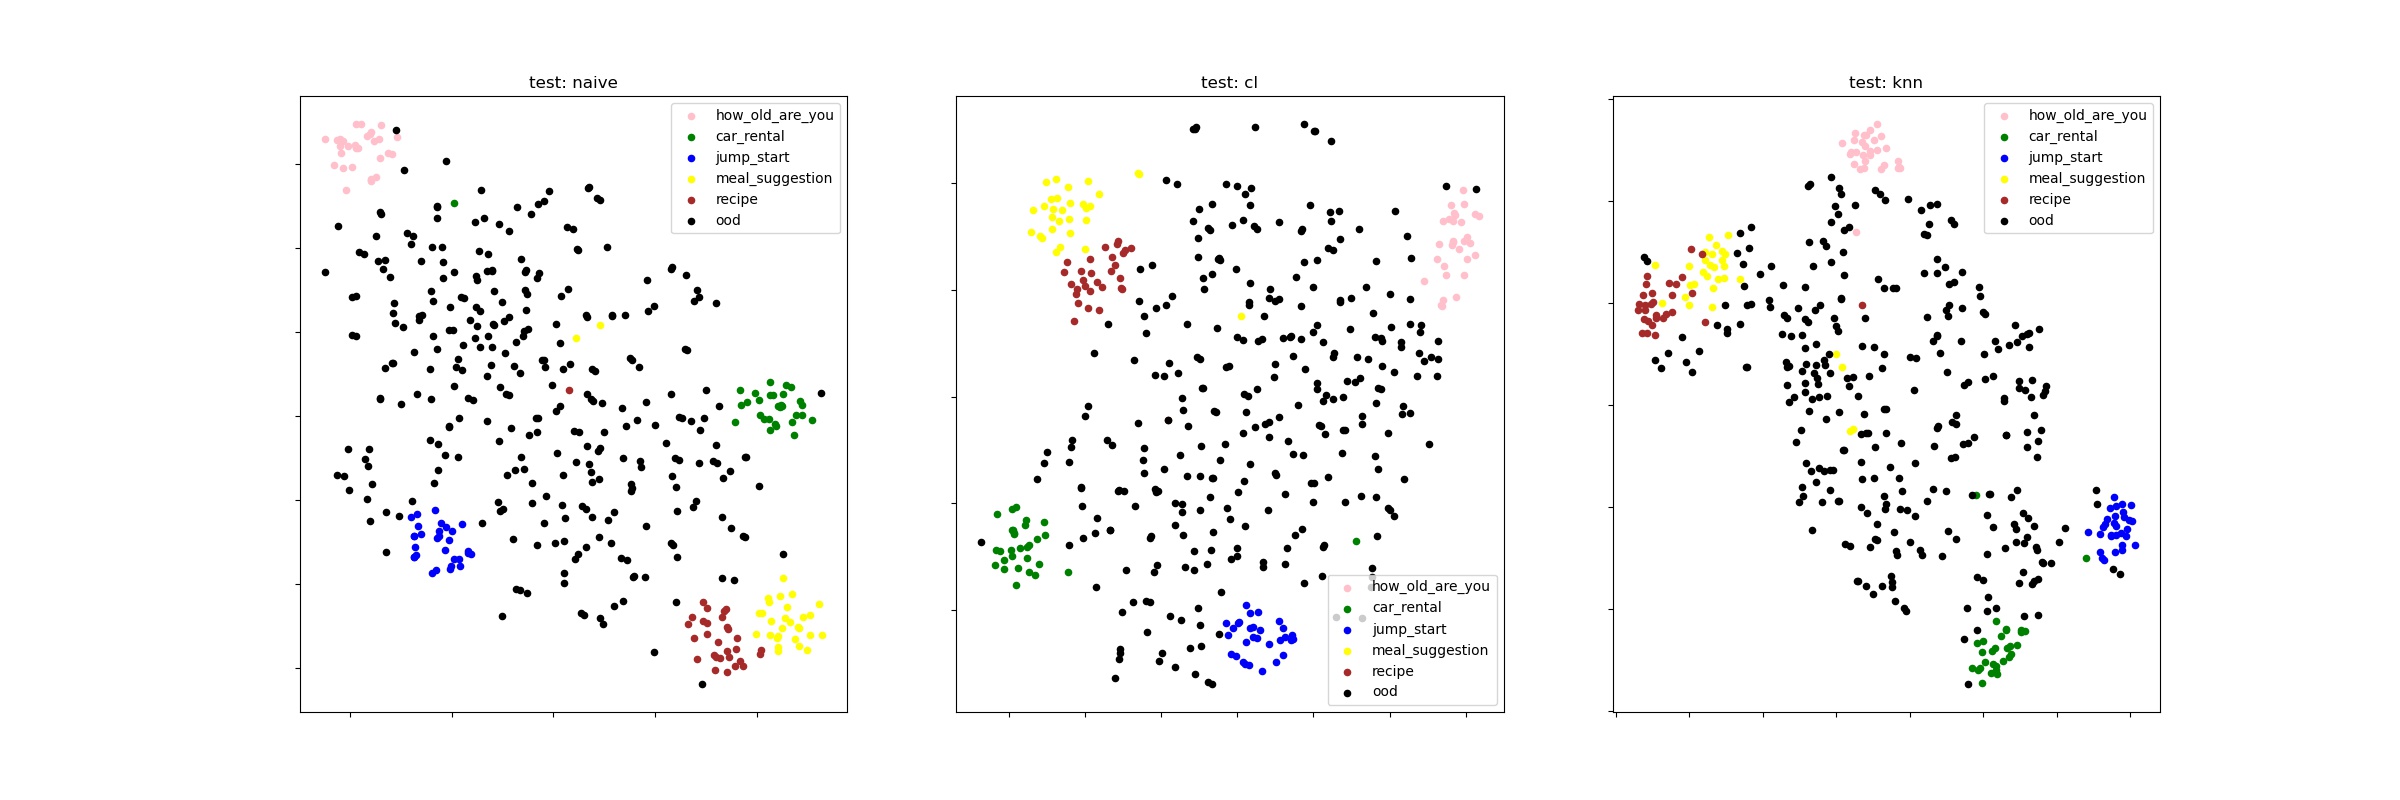 test: naive
how_old_are_you
car_rental
jump_start
meal_suggestion
recipe
ood
test: cl
how_old_are_you
car_rental
jump_start
meal_suggestion
recipe
ood
test: knn
how_old_are_you
car_rental
jump_start
meal_suggestion
recipe
ood